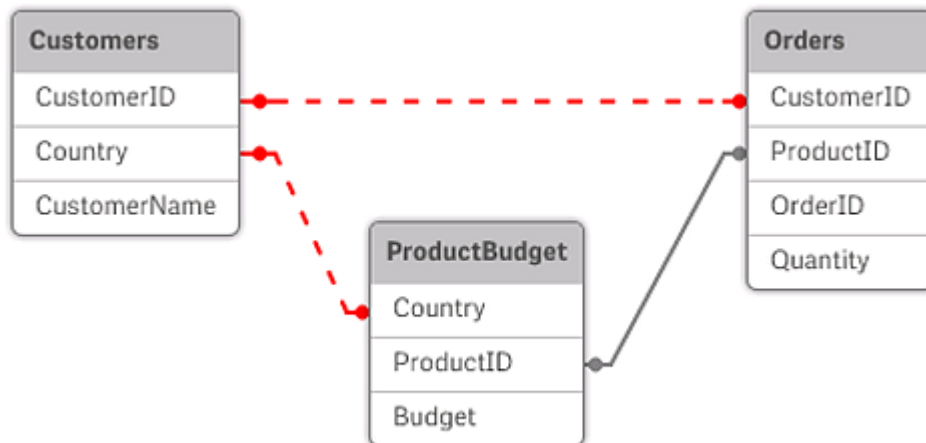 Customers
CustomerID
Country
CustomerName
ProductBudget
Country
ProductID
Budget
Orders
CustomerID
ProductID
OrderID
Quantity